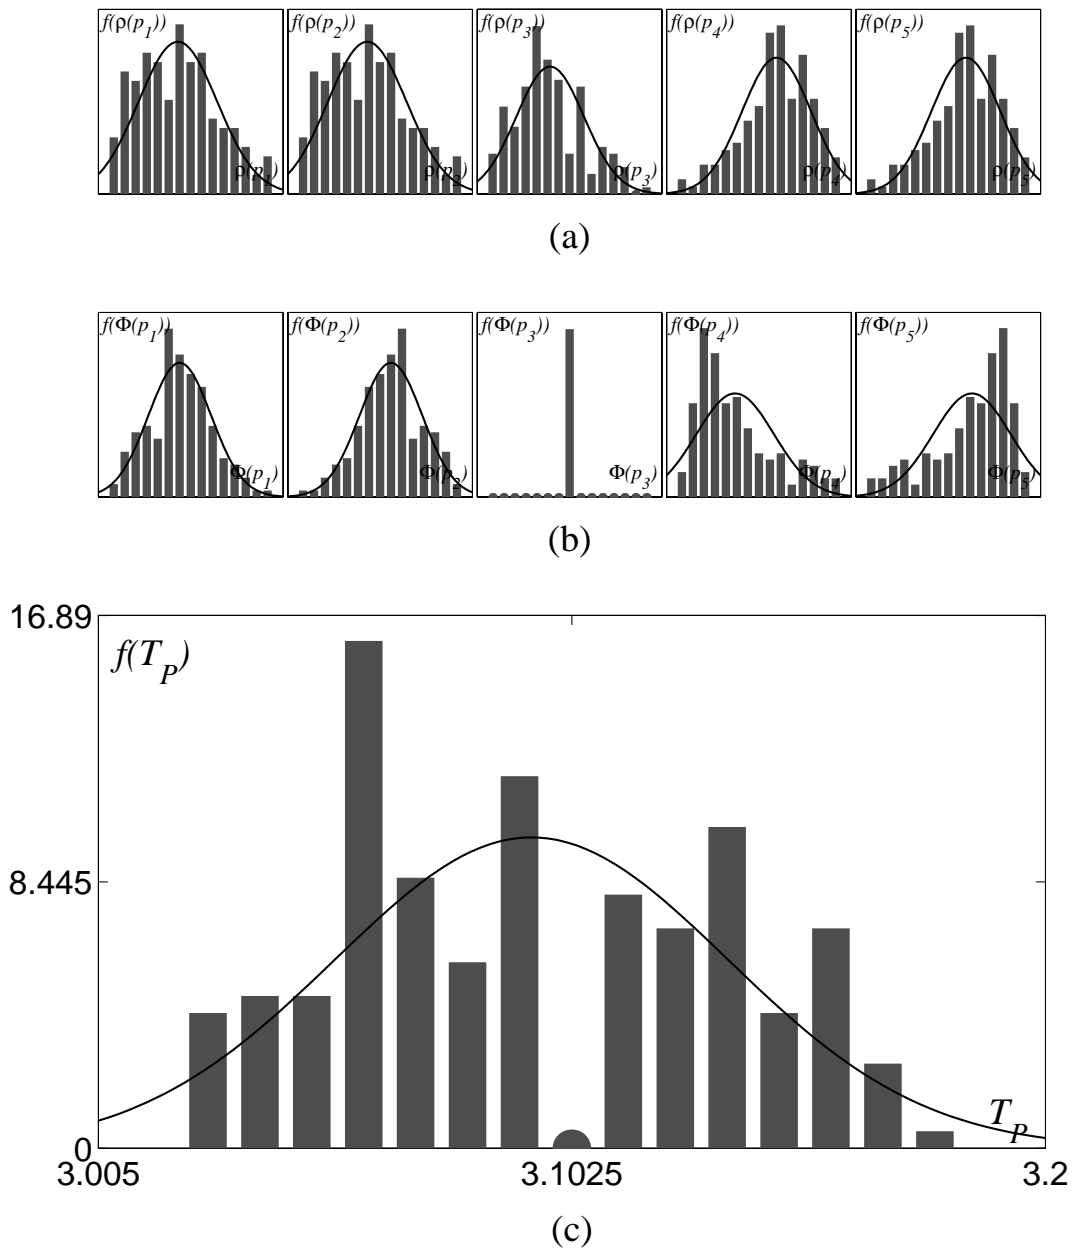 f(ρ(p1)) f(ρ(p2)) f(ρ(p3)) f(ρ(p4)) f(ρ(p5))
ρ(p1) ρ(p2) ρ(p3) ρ(p4) ρ(p5)
(a)
f(Φ(p1)) f(Φ(p2)) f(Φ(p3)) f(Φ(p4)) f(Φ(p5))
Φ(p1) Φ(p2) Φ(p3) Φ(p4) Φ(p5)
(b)
16.89
f(TP)
8.445
TP
0
3.005 3.1025 3.2
(c)